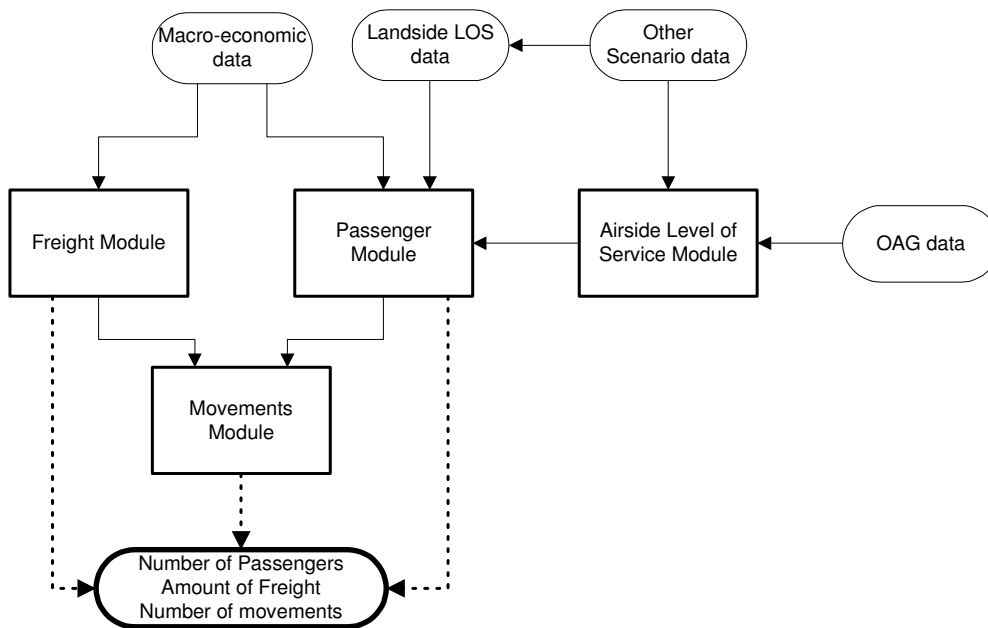 Macro-economic
data
Landside LOS
data
Other
Scenario data
Freight Module
Passenger
Module
Airside Level of
Service Module
OAG data
Movements
Module
Number of Passengers
Amount of Freight
Number of movements